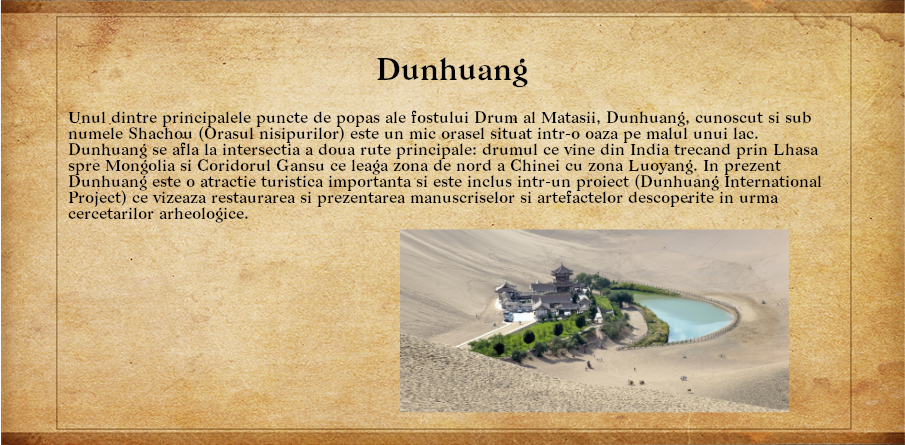 Dunhuang
Unul dintre principalele puncte de popas ale fostului Drum al Matasii, Dunhuang, cunoscut si sub
numele Shachou (Orasul nisipurilor) este un mic orasel situat intr-o oaza pe malul unui lac.
Dunhuang se afla la intersectia a doua rute principale: drumul ce vine din India trecand prin Lhasa
spre Mongolia si Coridorul Gansu ce leaga zona de nord a Chinei cu zona Luoyang. In prezent
Dunhuang este o atractie turistica importanta si este inclus intr-un proiect (Dunhuang International
Project) ce vizeaza restaurarea si prezentarea manuscriselor si artefactelor descoperite in urma
cercetarilor arheologice.